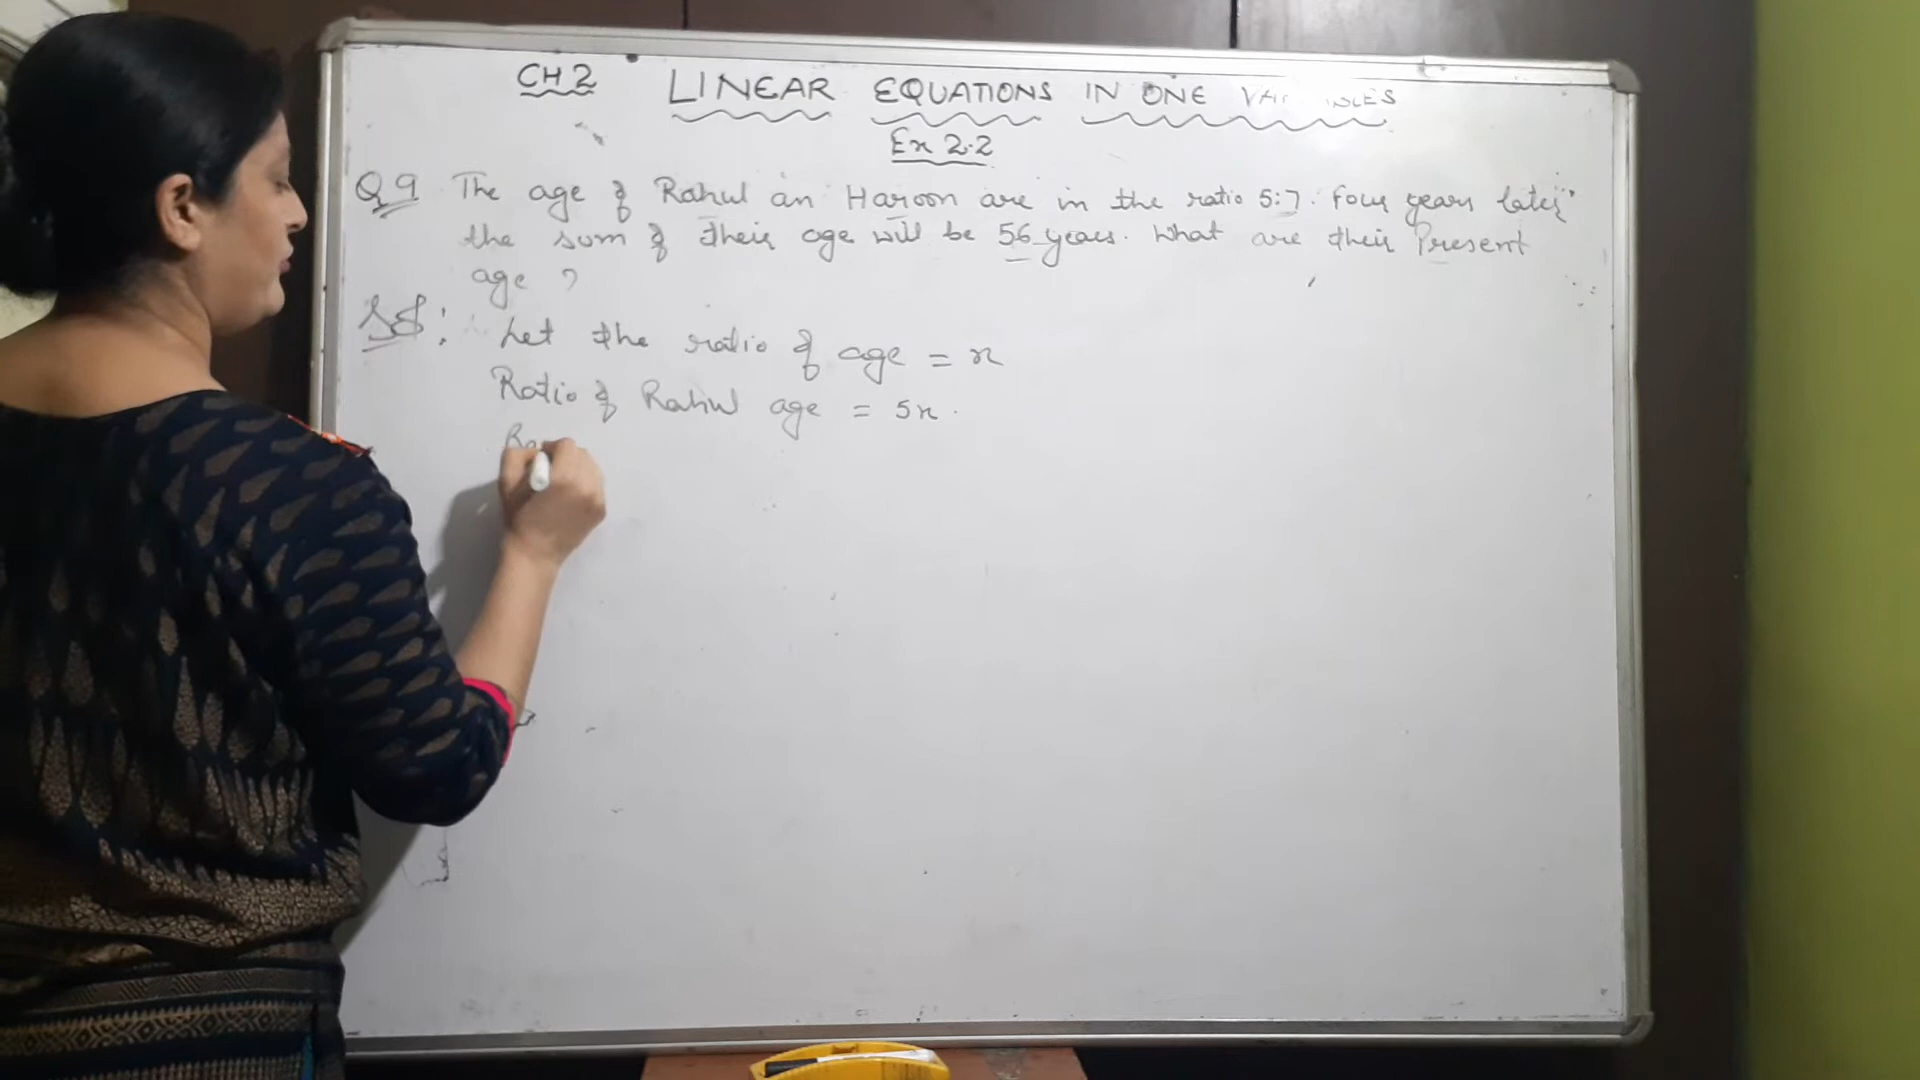 CH 2 LINEAR EQUATIONS IN ONE
Ex 2.2
Q9 The age of Rahul an Haroon are in the ratio 5:7. Four years later
the sum of their age will be 56 years. What are their Present
age ?
Sol: Let the ratio of age = x
Ratio of Rahul age = 5x.